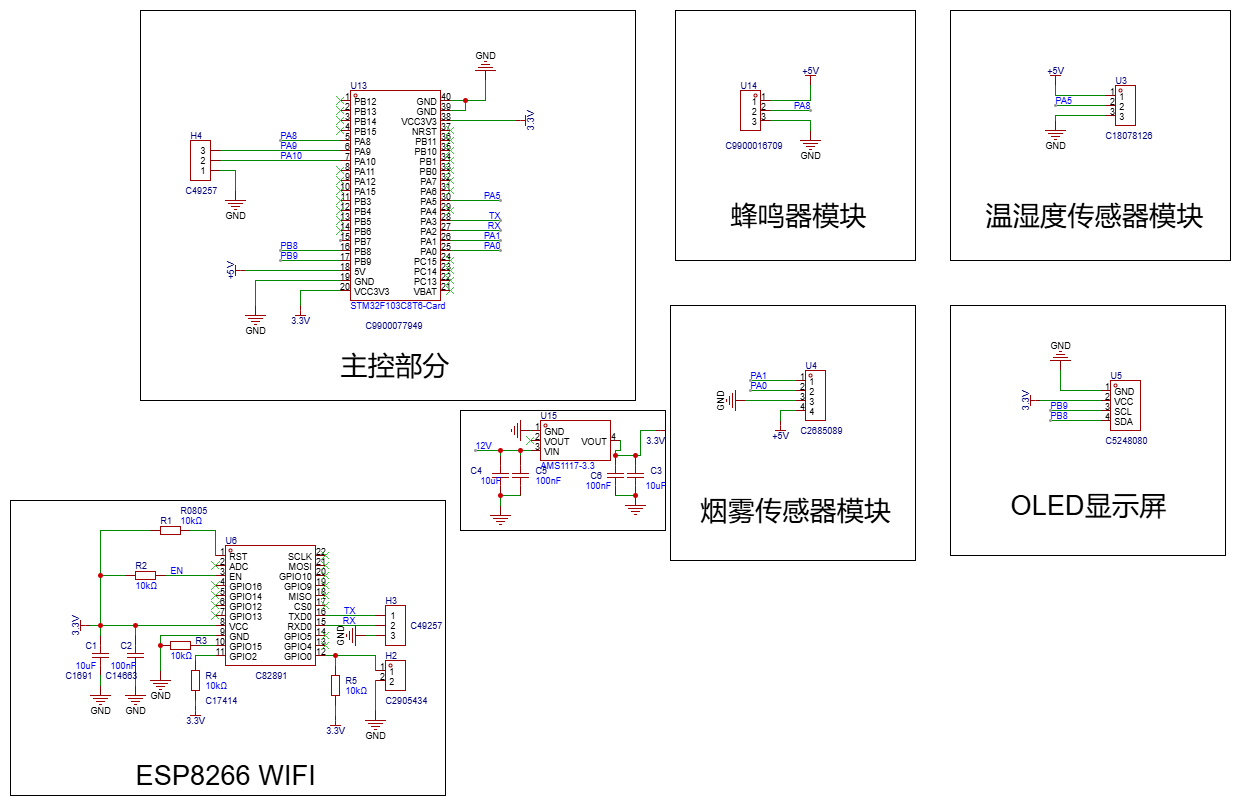 GND
U13
1 PB12 GND 40
2 PB13 GND 39
3 PB14 VCC3V3 38
3.3V
4 PB15 NRST 37
PA8 5 PA8 PB11 36
H4
3 PA9 6 PA9 PB10 35
2 PA10 7 PA10 PB1 34
1 8 PA11 PB0 33
9 PA12 PA7 32
C49257
10 PA15 PA6 31
11 PB3 PA5 30 PA5
GND
12 PB4 PA4 29
13 PB5 PA3 28 TX
14 PB6 PA2 27 RX
15 PB7 PA1 26 PA1
PB8 16 PB8 PA0 25 PA0
PB9 17 PB9 PC15 24
+5V 18 5V PC14 23
19 GND PC13 22
20 VCC3V3 VBAT 21
STM32F103C8T6-Card
GND
3.3V
C9900077949
主控部分
+5V
U14
1 1
2 2 PA8
3 3
C9900016709
GND
蜂鸣器模块
+5V
U3
1 1
PA5 2 2
3 3
GND
C18078126
温湿度传感器模块
U15
1 GND
2 VOUT VOUT 4
12V 3 VIN
3.3V
AMS1117-3.3
C4 10uF
C5 100nF
C6 100nF
C3 10uF
U4
PA1 1 1
PA0 2 2
GND 3 3
4 4
+5V
C2685089
烟雾传感器模块
GND
U5
1 GND
3.3V 2 VCC
PB9 3 SCL
PB8 4 SDA
C5248080
OLED显示屏
R0805
R1 10kΩ
U6
1 RST SCLK 22
2 ADC MOSI 21
R2 EN 3 EN GPIO10 20
10kΩ
4 GPIO16 GPIO9 19
5 GPIO14 MISO 18
6 GPIO12 CS0 17
7 GPIO13 TXD0 16 TX
3.3V 8 VCC RXD0 15 RX
9 GND GPIO5 14 GND
R3 10 GPIO15 GPIO4 13
10kΩ
11 GPIO2 GPIO0 12
H3
1
2
3
C49257
C1
10uF
C1691
C2
100nF
C14663
GND
GND
GND
R4
10kΩ
C17414
3.3V
C82891
H2
1 1
2 2
C2905434
R5
10kΩ
3.3V
GND
ESP8266 WIFI